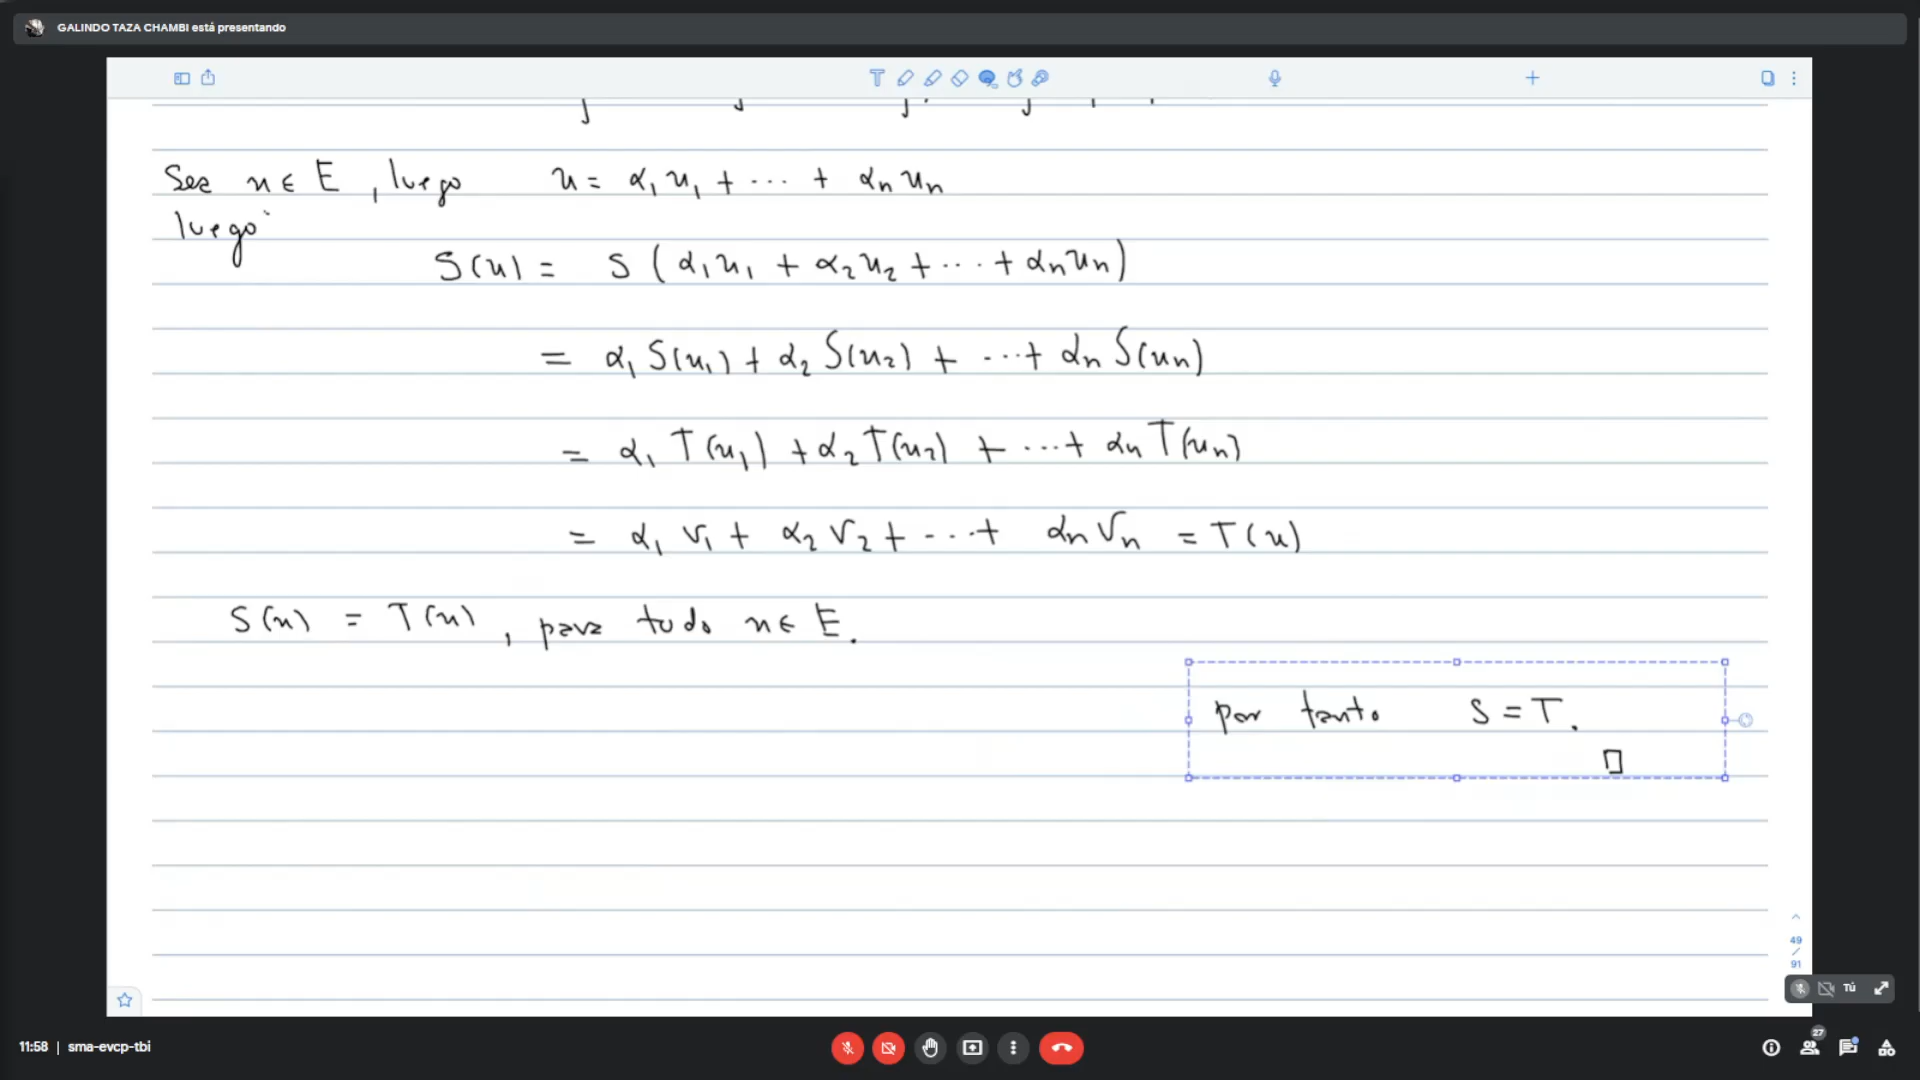 GALINDO TAZA CHAMBI está presentando
Sea u ∈ E, luego u = α₁u₁ + ··· + αₙuₙ
luego
S(u) = S(α₁u₁ + α₂u₂ + ··· + αₙuₙ)
= α₁S(u₁) + α₂S(u₂) + ··· + αₙS(uₙ)
= α₁T(u₁) + α₂T(u₂) + ··· + αₙT(uₙ)
= α₁v₁ + α₂v₂ + ··· + αₙvₙ = T(u)
S(u) = T(u), para todo u ∈ E.
por tanto S = T.
□
49
/
91
Tú
11:58 | sma-evcp-tbi
27